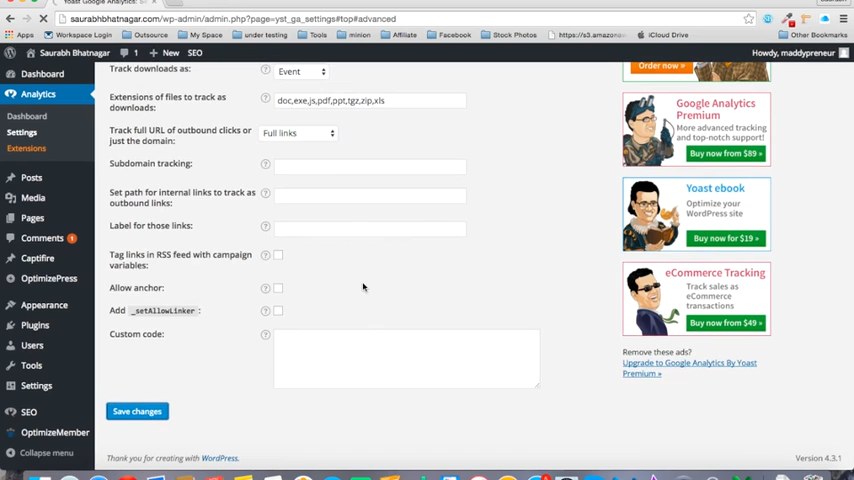 Yoast Google Analytics: S
saurabhbhatnagar.com/wp-admin/admin.php?page=yst_ga_settings#top#advanced
Apps Workspace Login My Space under testing Tools minion Affiliate Facebook Stock Photos https://s3.amazonaw iCloud Drive Other Bookmarks
Saurabh Bhatnagar 1 + New SEO Howdy, maddypreneur
Dashboard
Analytics
Dashboard
Settings
Extensions
Posts
Media
Pages
Comments 1
Captifire
OptimizePress
Appearance
Plugins
Users
Tools
Settings
SEO
OptimizeMember
Collapse menu
Track downloads as: ? Event
Extensions of files to track as downloads: ? doc,exe,js,pdf,ppt,tgz,zip,xls
Track full URL of outbound clicks or just the domain: ? Full links
Subdomain tracking: ?
Set path for internal links to track as outbound links: ?
Label for those links: ?
Tag links in RSS feed with campaign variables: ?
Allow anchor: ?
Add _setAllowLinker : ?
Custom code: ?
Save changes
Thank you for creating with WordPress.
Order now »
Google Analytics
Premium
More advanced tracking
and top-notch support!
Buy now from $89 »
Yoast ebook
Optimize your
WordPress site
Buy now for $19 »
eCommerce Tracking
Track sales as
eCommerce
transactions
Buy now from $49 »
Remove these ads?
Upgrade to Google Analytics By Yoast
Premium »
Version 4.3.1